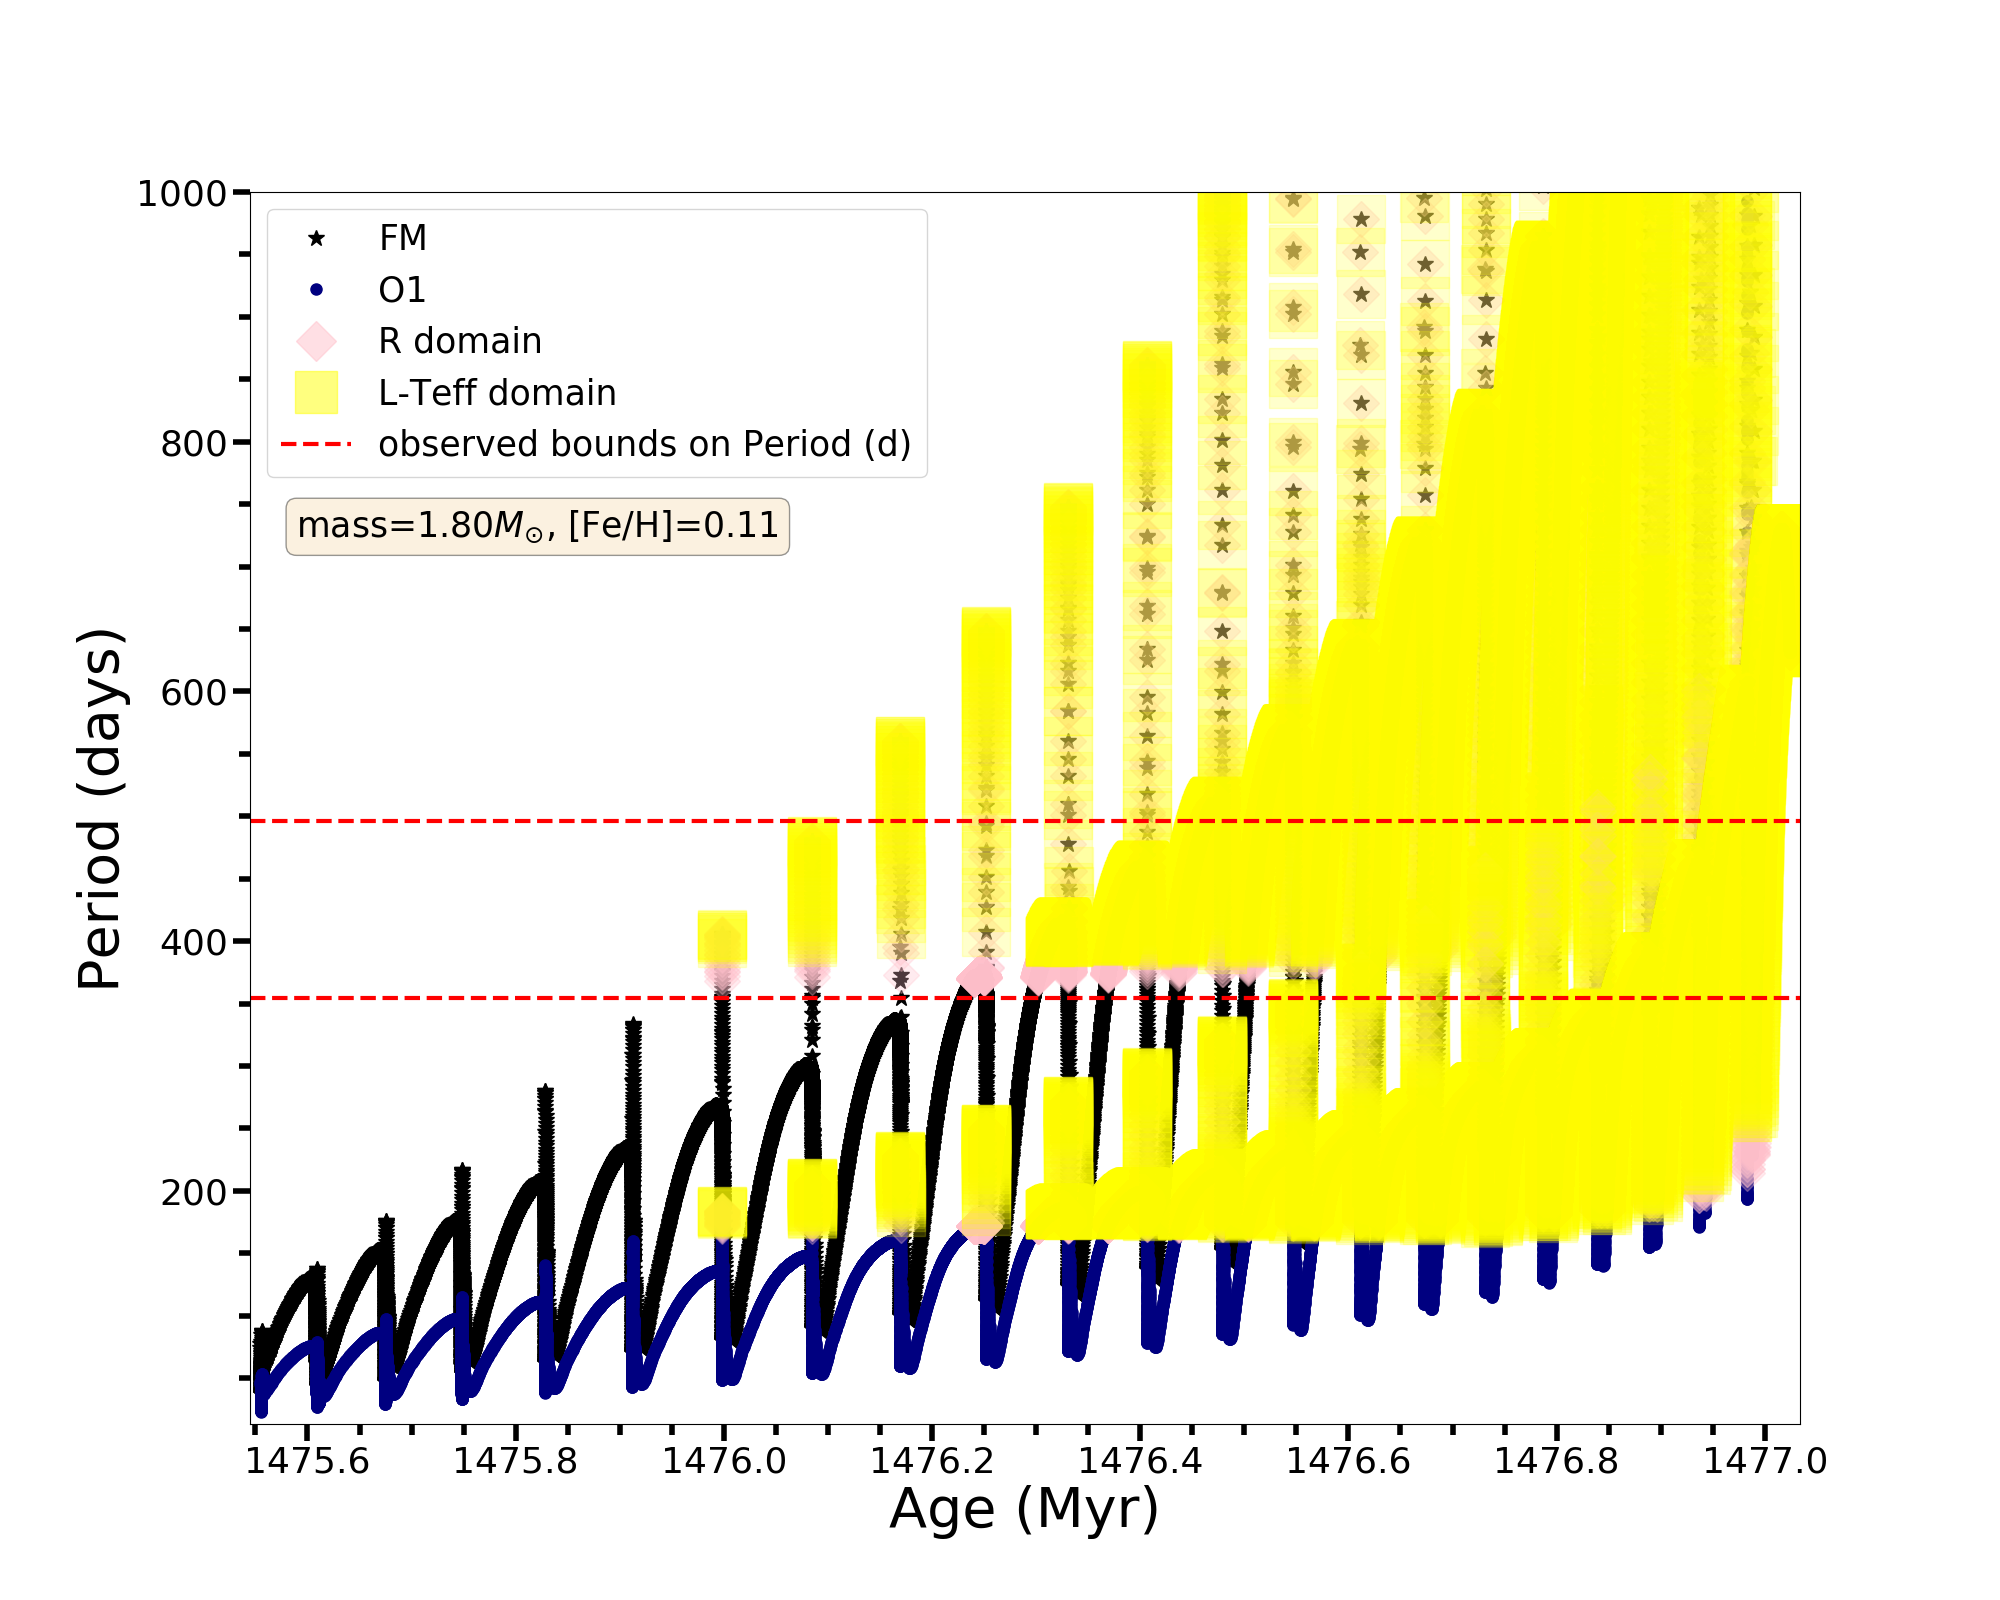 1000
800
600
400
200
Period (days)
FM
O1
R domain
L-Teff domain
observed bounds on Period (d)
mass=1.80M⊙, [Fe/H]=0.11
1475.6 1475.8 1476.0 1476.2 1476.4 1476.6 1476.8 1477.0
Age (Myr)